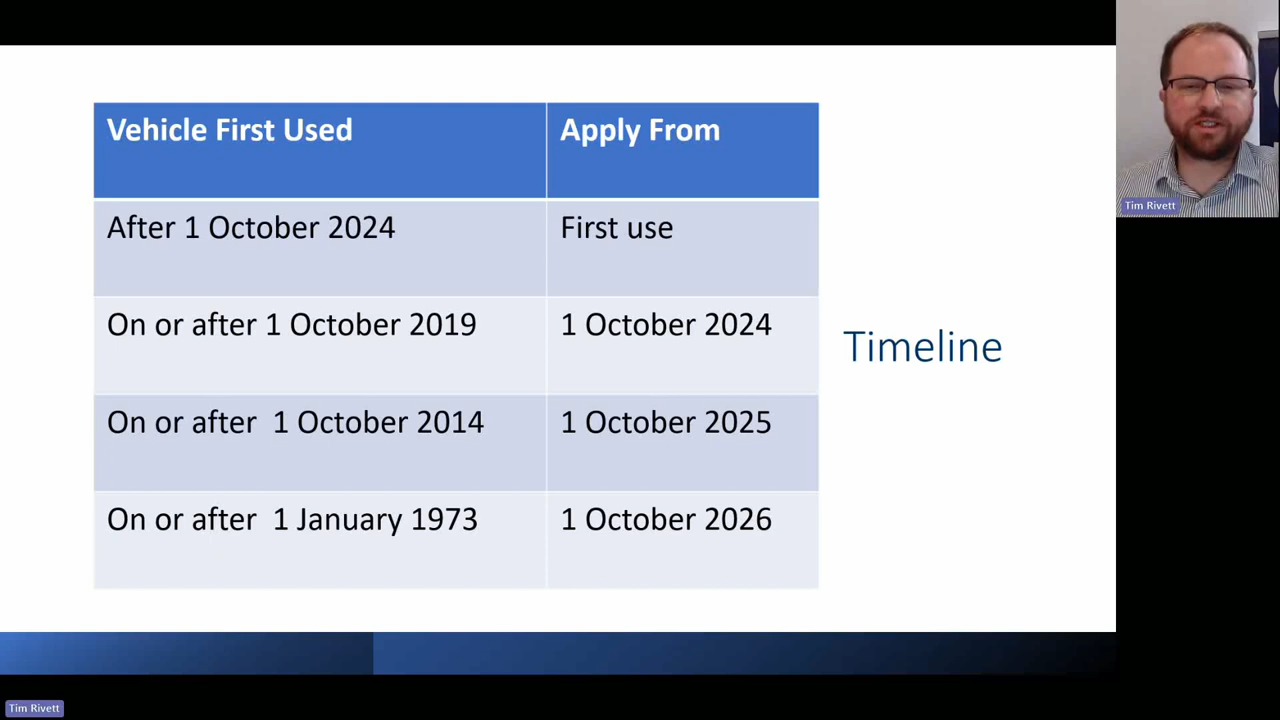 Vehicle First Used
Apply From
After 1 October 2024
First use
On or after 1 October 2019
1 October 2024
On or after 1 October 2014
1 October 2025
On or after 1 January 1973
1 October 2026
Timeline
Tim Rivett
Tim Rivett